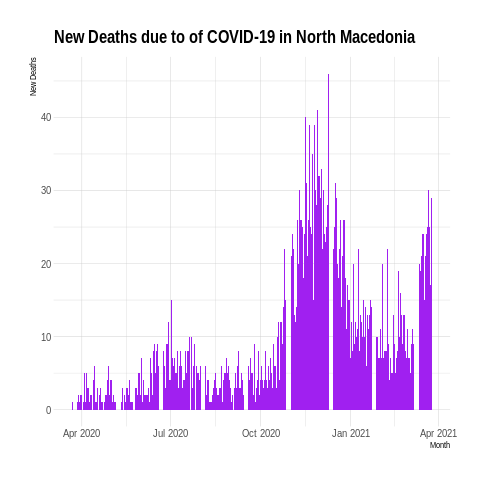 New Deaths due to of COVID-19 in North Macedonia
New Deaths
40
30
20
10
0
Apr 2020 Jul 2020 Oct 2020 Jan 2021 Apr 2021
Month